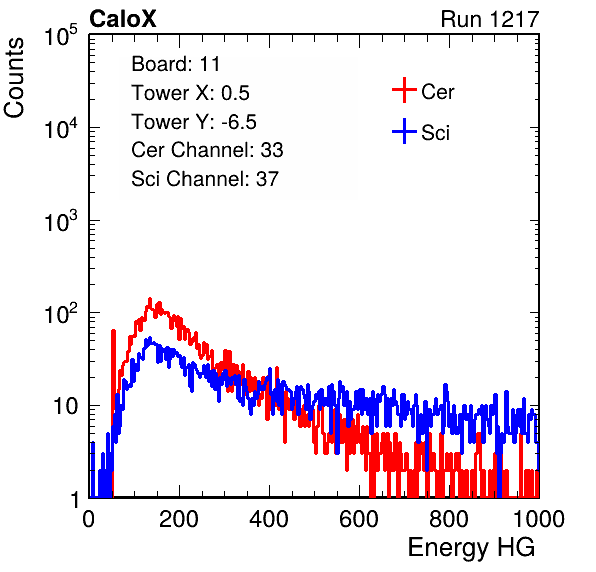 CaloX Run 1217
Counts
10^5
10^4
10^3
10^2
10
1
Board: 11
Tower X: 0.5
Tower Y: -6.5
Cer Channel: 33
Sci Channel: 37
Cer
Sci
0 200 400 600 800 1000
Energy HG